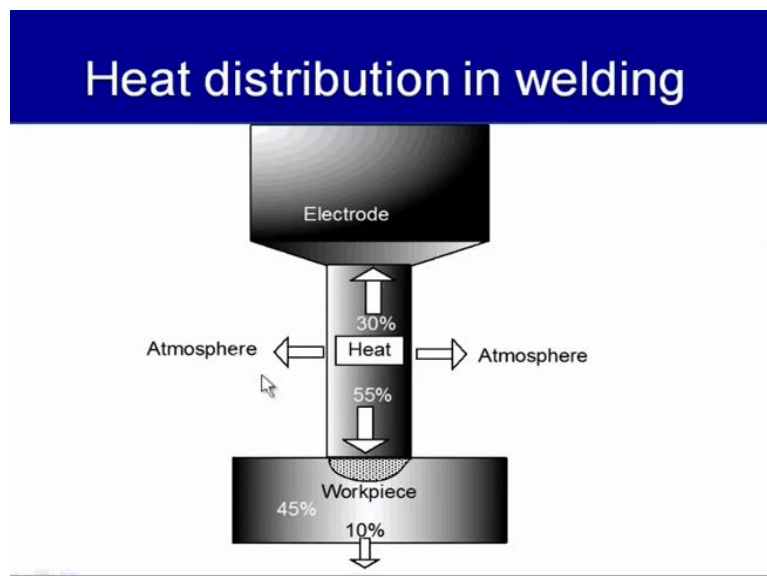 Heat distribution in welding
Electrode
30%
Atmosphere
Heat
Atmosphere
55%
Workpiece
45%
10%